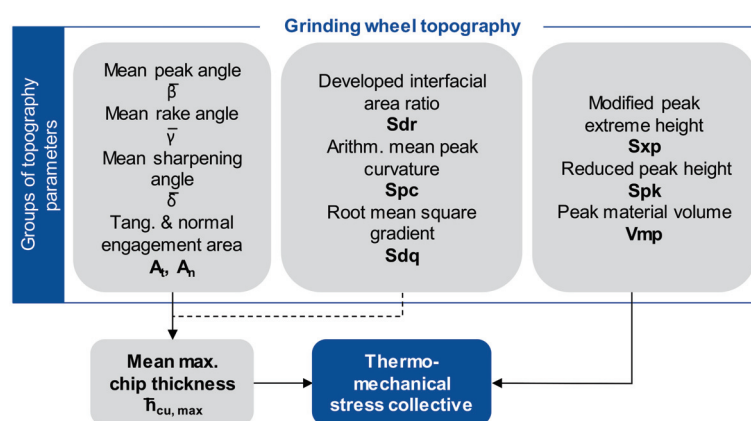 Grinding wheel topography
Groups of topography
parameters
Mean peak angle
β̄
Mean rake angle
γ̄
Mean sharpening
angle
δ̄
Tang. & normal
engagement area
Aₜ, Aₙ
Developed interfacial
area ratio
Sdr
Arithm. mean peak
curvature
Spc
Root mean square
gradient
Sdq
Modified peak
extreme height
Sxp
Reduced peak height
Spk
Peak material volume
Vmp
Mean max.
chip thickness
h̄cu, max
Thermo-
mechanical
stress collective